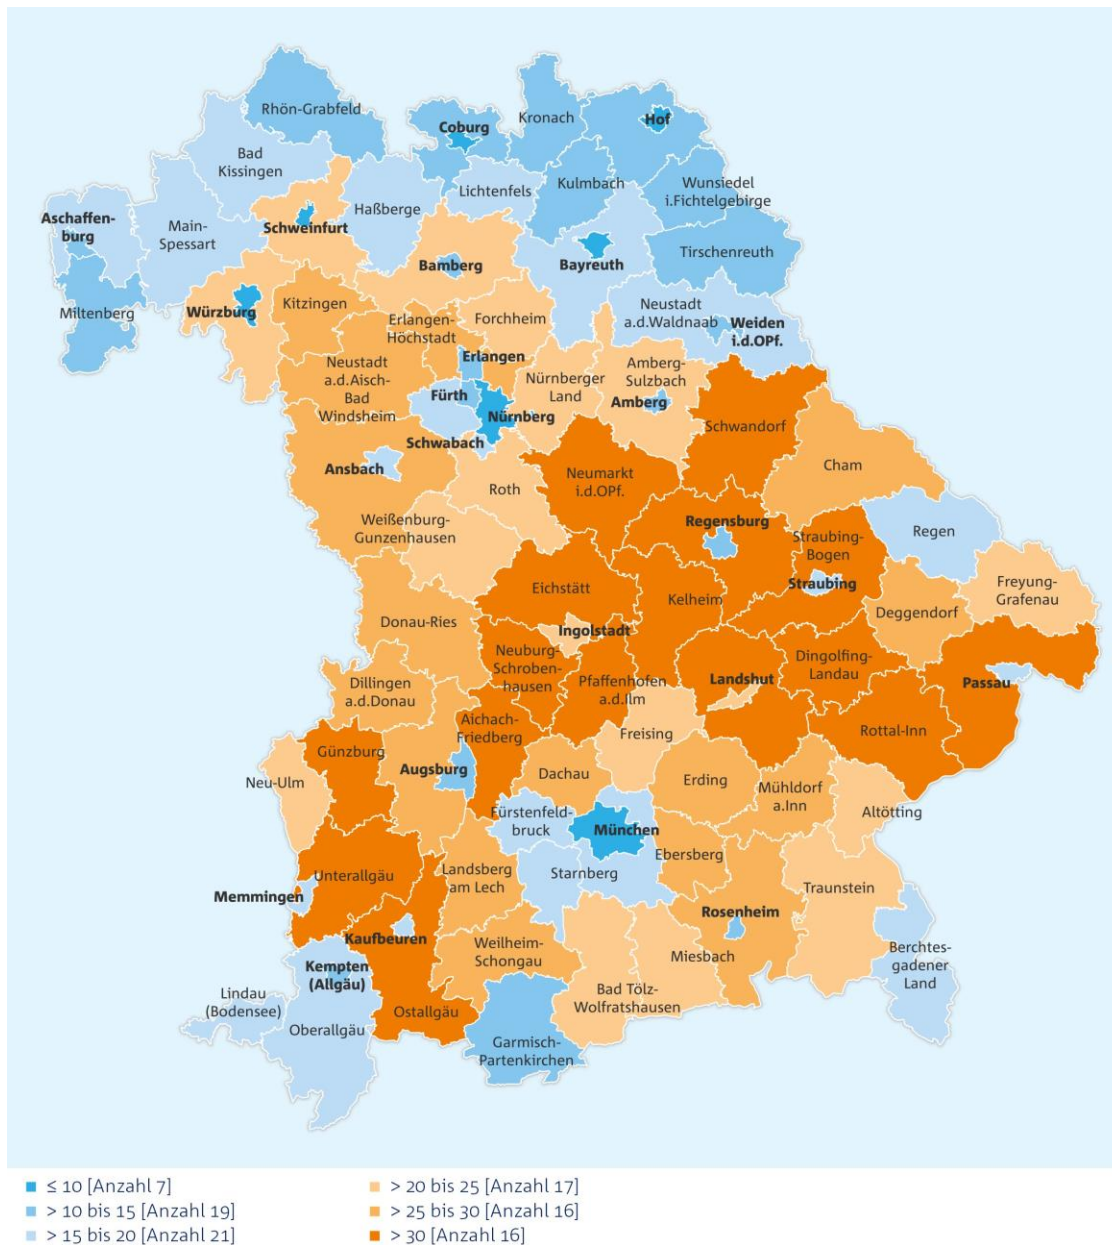 Rhön-Grabfeld
Coburg
Kronach
Hof
Bad
Kissingen
Lichtenfels
Kulmbach
Wunsiedel
i.Fichtelgebirge
Aschaffen-
burg
Main-
Spessart
Schweinfurt
Haßberge
Bamberg
Bayreuth
Tirschenreuth
Miltenberg
Würzburg
Kitzingen
Erlangen-
Höchstadt
Forchheim
Neustadt
a.d.Waldnaab
Weiden
i.d.OPf.
Neustadt
a.d.Aisch-
Bad
Windsheim
Erlangen
Fürth
Nürnberger
Land
Nürnberg
Amberg-
Sulzbach
Amberg
Schwandorf
Schwabach
Ansbach
Roth
Neumarkt
i.d.OPf.
Cham
Weißenburg-
Gunzenhausen
Regensburg
Straubing-
Bogen
Regen
Eichstätt
Kelheim
Straubing
Freyung-
Grafenau
Donau-Ries
Ingolstadt
Deggendorf
Neuburg-
Schroben-
hausen
Pfaffenhofen
a.d.Ilm
Landshut
Dingolfing-
Landau
Passau
Dillingen
a.d.Donau
Aichach-
Friedberg
Freising
Rottal-Inn
Günzburg
Augsburg
Dachau
Erding
Mühldorf
a.Inn
Neu-Ulm
Fürstenfeld-
bruck
München
Altötting
Unterallgäu
Landsberg
am Lech
Starnberg
Ebersberg
Traunstein
Memmingen
Kaufbeuren
Weilheim-
Schongau
Rosenheim
Miesbach
Berchtes-
gadener
Land
Kempten
(Allgäu)
Lindau
(Bodensee)
Oberallgäu
Ostallgäu
Bad Tölz-
Wolfratshausen
Garmisch-
Partenkirchen
≤ 10 [Anzahl 7]
> 10 bis 15 [Anzahl 19]
> 15 bis 20 [Anzahl 21]
> 20 bis 25 [Anzahl 17]
> 25 bis 30 [Anzahl 16]
> 30 [Anzahl 16]